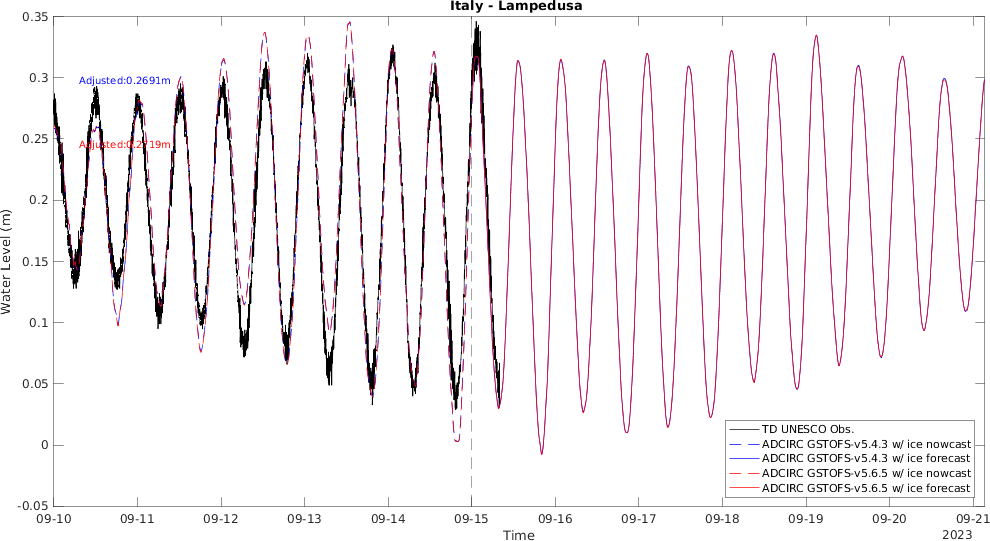 Italy - Lampedusa
0.35
0.3
0.25
0.2
0.15
0.1
0.05
0
-0.05
Water Level (m)
Adjusted:0.2691m
Adjusted:0.2719m
TD UNESCO Obs.
ADCIRC GSTOFS-v5.4.3 w/ ice nowcast
ADCIRC GSTOFS-v5.4.3 w/ ice forecast
ADCIRC GSTOFS-v5.6.5 w/ ice nowcast
ADCIRC GSTOFS-v5.6.5 w/ ice forecast
09-10 09-11 09-12 09-13 09-14 09-15 09-16 09-17 09-18 09-19 09-20 09-21
Time
2023